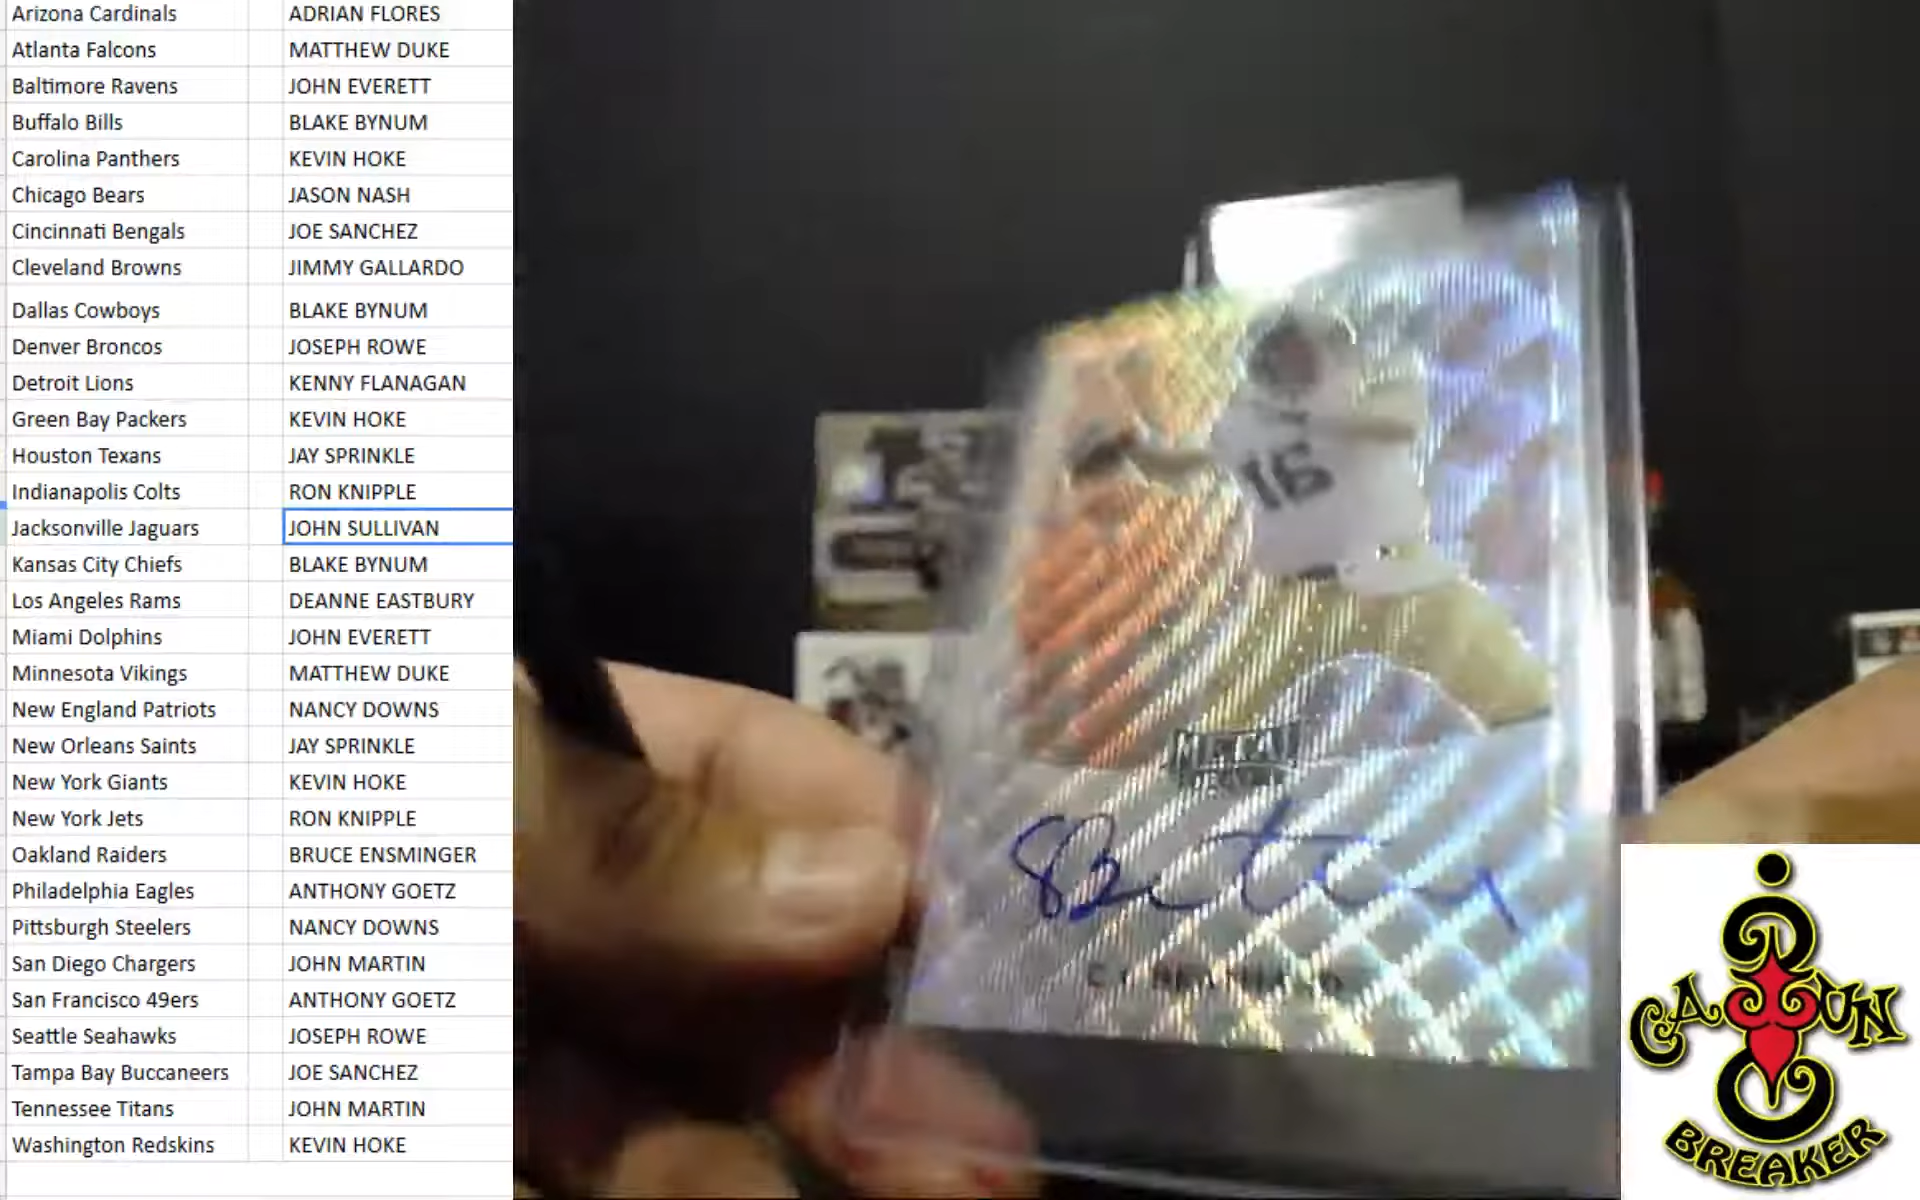 Arizona Cardinals ADRIAN FLORES
Atlanta Falcons MATTHEW DUKE
Baltimore Ravens JOHN EVERETT
Buffalo Bills BLAKE BYNUM
Carolina Panthers KEVIN HOKE
Chicago Bears JASON NASH
Cincinnati Bengals JOE SANCHEZ
Cleveland Browns JIMMY GALLARDO
Dallas Cowboys BLAKE BYNUM
Denver Broncos JOSEPH ROWE
Detroit Lions KENNY FLANAGAN
Green Bay Packers KEVIN HOKE
Houston Texans JAY SPRINKLE
Indianapolis Colts RON KNIPPLE
Jacksonville Jaguars JOHN SULLIVAN
Kansas City Chiefs BLAKE BYNUM
Los Angeles Rams DEANNE EASTBURY
Miami Dolphins JOHN EVERETT
Minnesota Vikings MATTHEW DUKE
New England Patriots NANCY DOWNS
New Orleans Saints JAY SPRINKLE
New York Giants KEVIN HOKE
New York Jets RON KNIPPLE
Oakland Raiders BRUCE ENSMINGER
Philadelphia Eagles ANTHONY GOETZ
Pittsburgh Steelers NANCY DOWNS
San Diego Chargers JOHN MARTIN
San Francisco 49ers ANTHONY GOETZ
Seattle Seahawks JOSEPH ROWE
Tampa Bay Buccaneers JOE SANCHEZ
Tennessee Titans JOHN MARTIN
Washington Redskins KEVIN HOKE
16
CAJUN
BREAKER